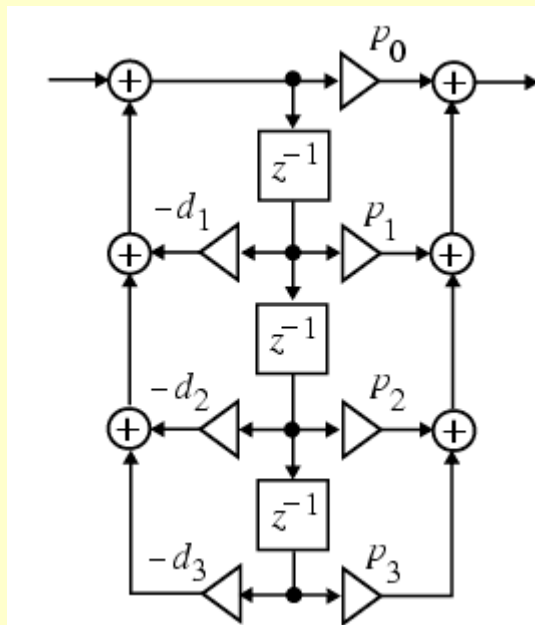 p₀
z⁻¹
−d₁ p₁
z⁻¹
−d₂ p₂
z⁻¹
−d₃ p₃